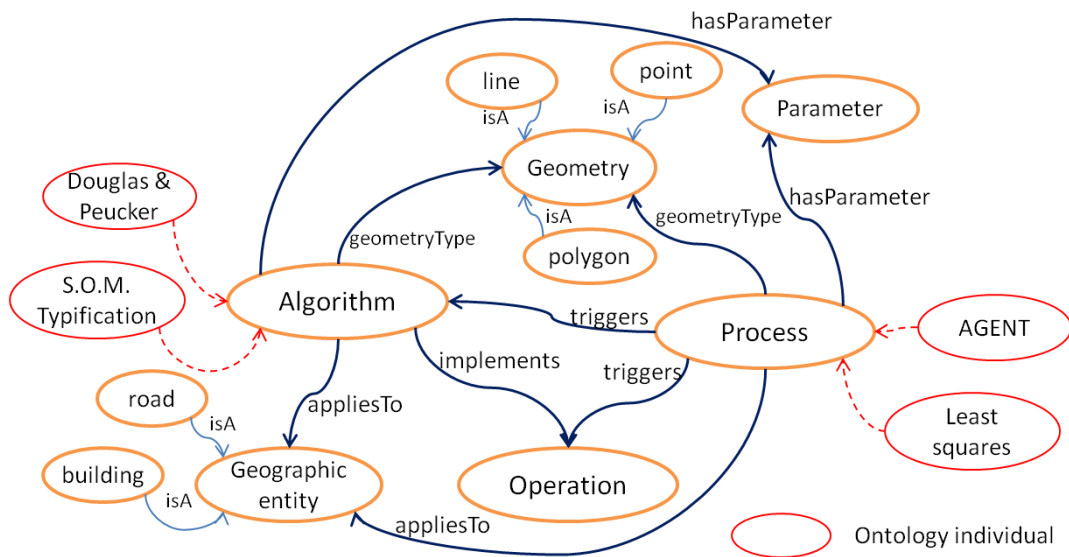 hasParameter
line
point
isA
isA
Parameter
Geometry
Douglas &
Peucker
hasParameter
isA
geometryType
geometryType
polygon
S.O.M.
Typification
Algorithm
triggers
Process
AGENT
implements
triggers
road
appliesTo
isA
Least
squares
building
Geographic
entity
isA
Operation
appliesTo
Ontology individual